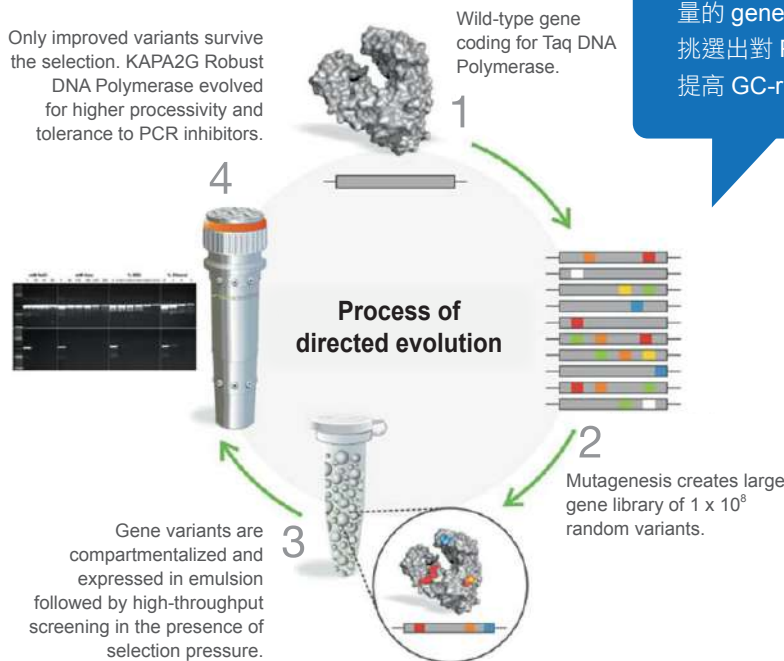 量的 gene
挑選出對
提高 GC-r
Wild-type gene
coding for Taq DNA
Polymerase.
1
Only improved variants survive
the selection. KAPA2G Robust
DNA Polymerase evolved
for higher processivity and
tolerance to PCR inhibitors.
4
Process of
directed evolution
2
Mutagenesis creates large
gene library of 1 x 10⁸
random variants.
3
Gene variants are
compartmentalized and
expressed in emulsion
followed by high-throughput
screening in the presence of
selection pressure.